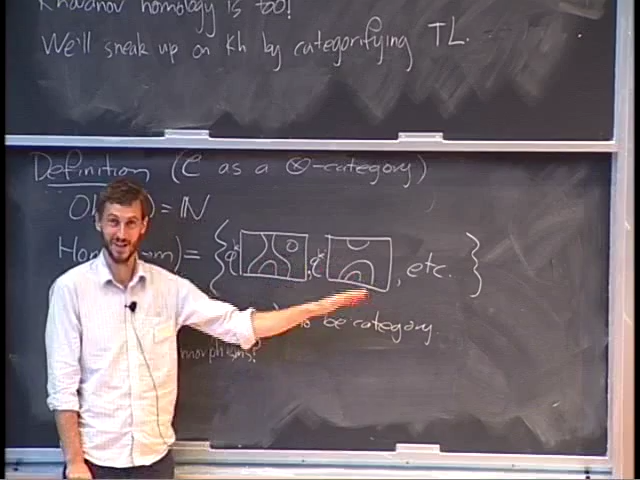 Khovanov homology is too!
We'll sneak up on Kh by categorifying TL.
Definition (C as a ⊗-category)
= ℕ
Hom = { q^k , q^k , etc. }
to be category
morphisms?